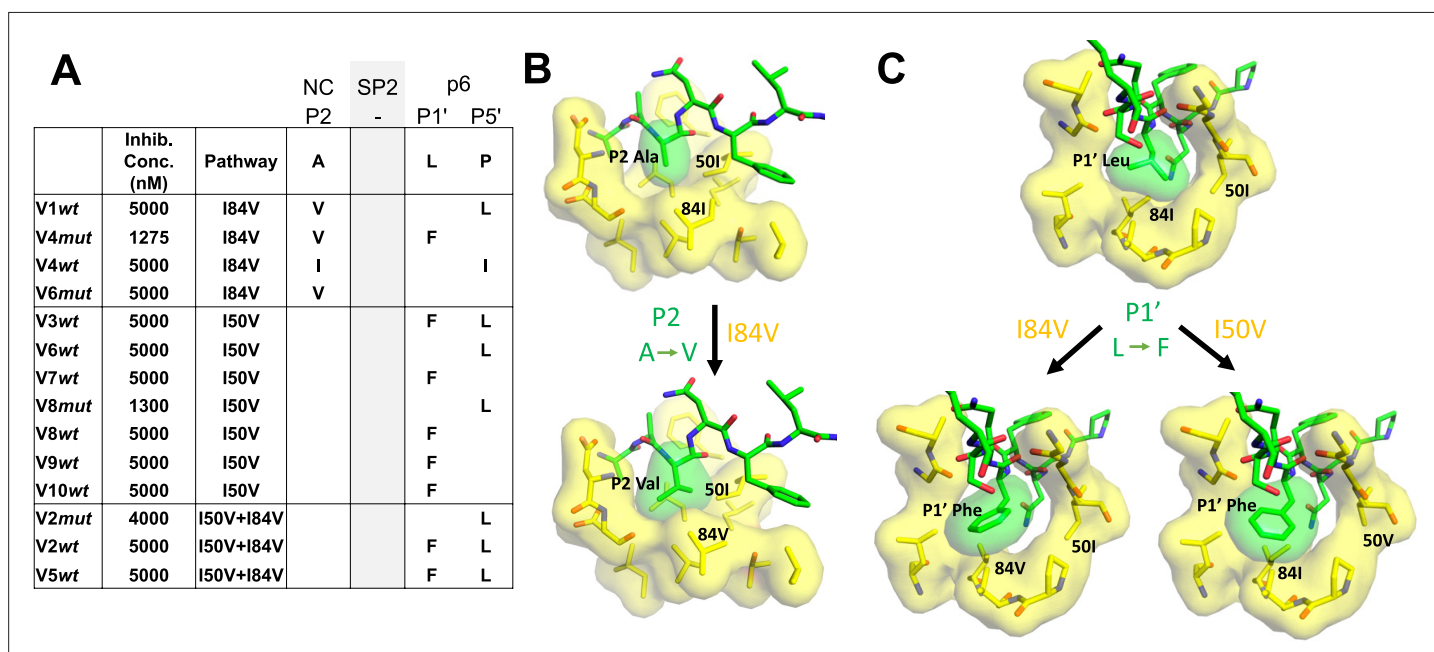 A
NC SP2 p6
P2 - P1' P5'
Inhib. Conc. (nM) Pathway A L P
V1wt 5000 I84V V L
V4mut 1275 I84V V F
V4wt 5000 I84V I I
V6mut 5000 I84V V
V3wt 5000 I50V F L
V6wt 5000 I50V L
V7wt 5000 I50V F
V8mut 1300 I50V L
V8wt 5000 I50V F
V9wt 5000 I50V F
V10wt 5000 I50V F
V2mut 4000 I50V+I84V L
V2wt 5000 I50V+I84V F L
V5wt 5000 I50V+I84V F L
B
P2 Ala
50I
84I
P2
A → V
I84V
P2 Val
50I
84V
C
P1' Leu
50I
84I
I84V
P1'
L → F
I50V
P1' Phe
50I
84V
P1' Phe
50V
84I